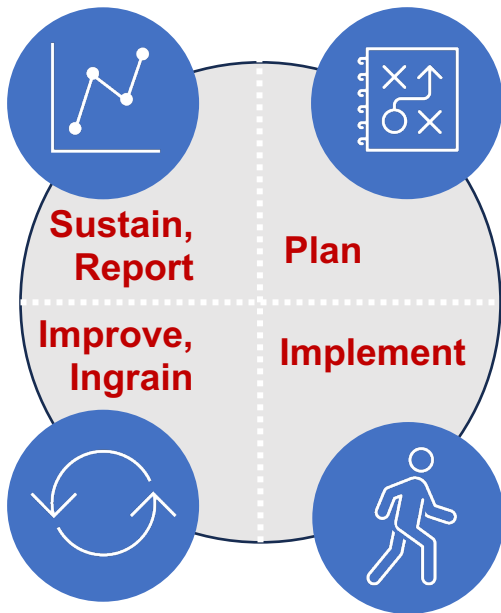 Sustain,
Report
Plan
Improve,
Ingrain
Implement